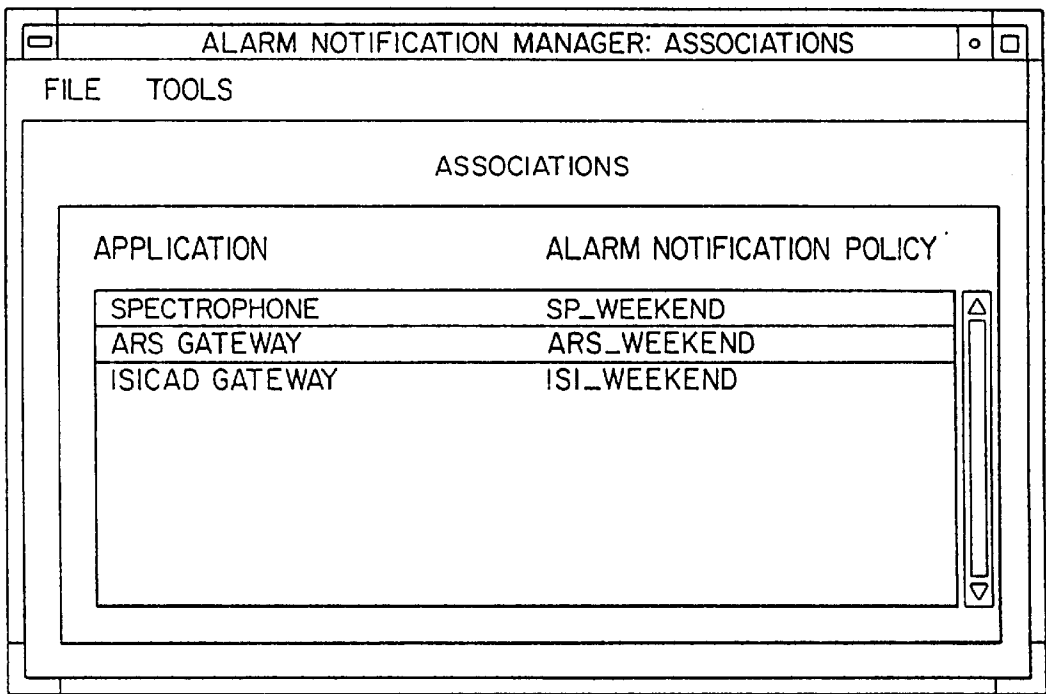 ALARM NOTIFICATION MANAGER: ASSOCIATIONS
FILE TOOLS
ASSOCIATIONS
APPLICATION ALARM NOTIFICATION POLICY
SPECTROPHONE SP_WEEKEND
ARS GATEWAY ARS_WEEKEND
ISICAD GATEWAY ISI_WEEKEND